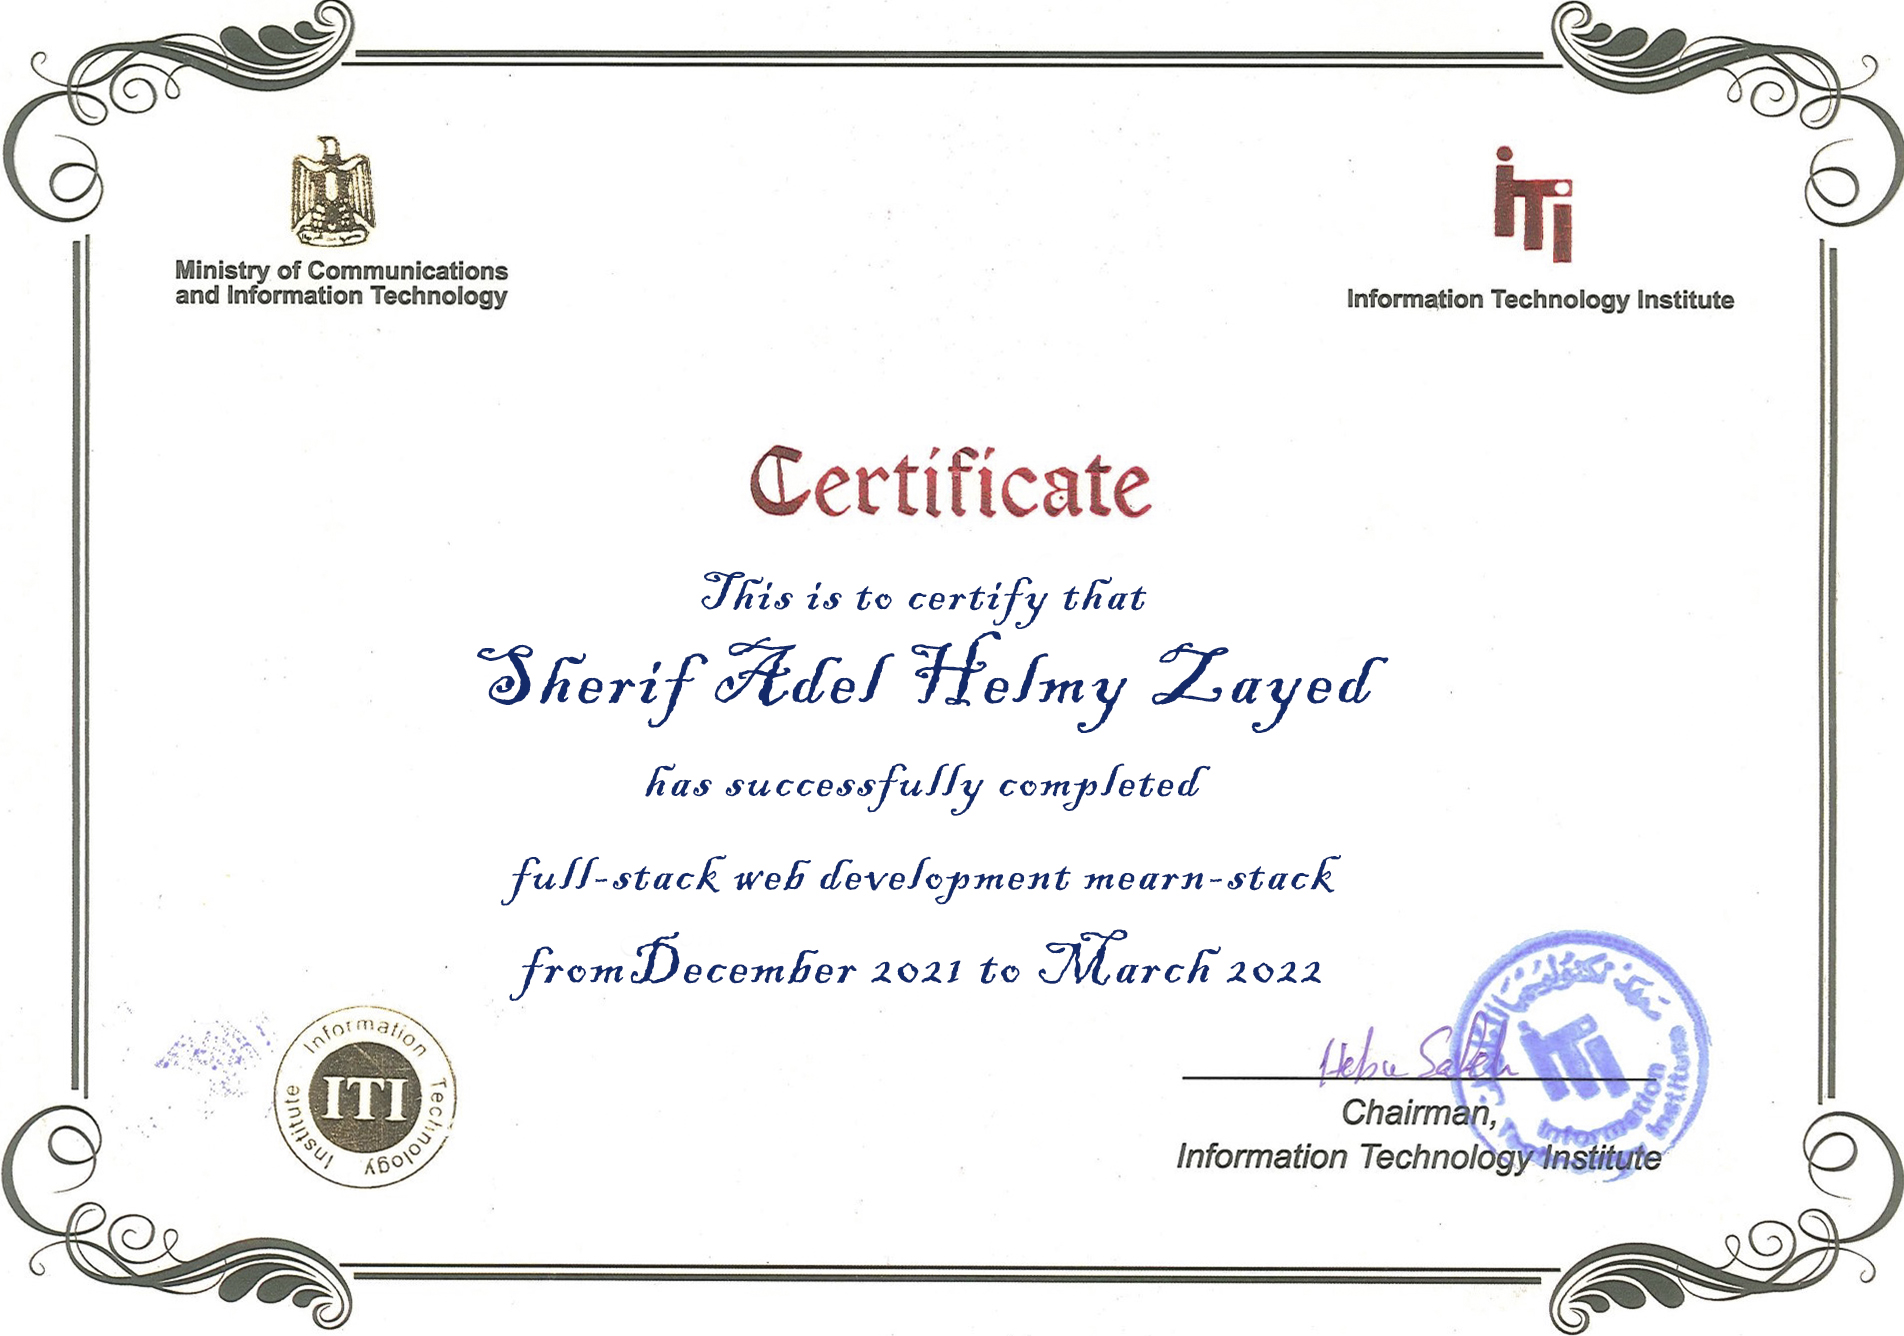 Ministry of Communications
and Information Technology
iTi
Information Technology Institute
Certificate
This is to certify that
Sherif Adel Helmy Zayed
has successfully completed
full-stack web development mearn-stack
from December 2021 to March 2022
Information Technology Institute
ITI
Heba Saleh
iTi
Information
Technology Institute
Chairman,
Information Technology Institute